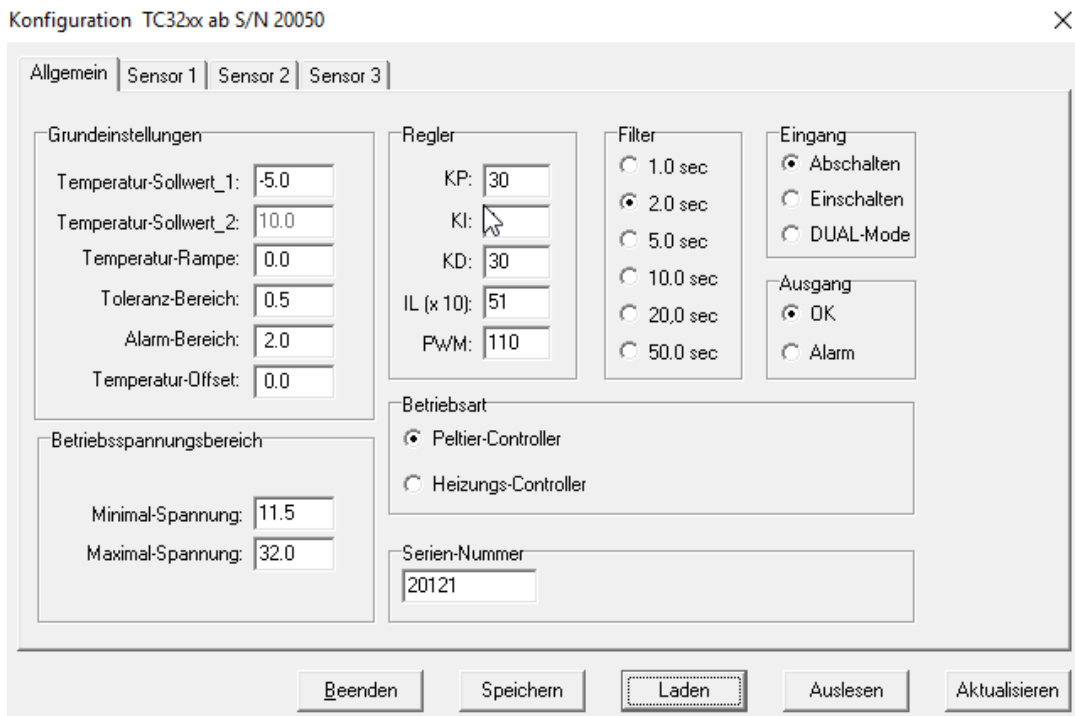 Konfiguration TC32xx ab S/N 20050
Allgemein
Sensor 1
Sensor 2
Sensor 3
Grundeinstellungen
Temperatur-Sollwert_1: -5.0
Temperatur-Sollwert_2: 10.0
Temperatur-Rampe: 0.0
Toleranz-Bereich: 0.5
Alarm-Bereich: 2.0
Temperatur-Offset: 0.0
Betriebsspannungsbereich
Minimal-Spannung: 11.5
Maximal-Spannung: 32.0
Regler
KP: 30
KI:
KD: 30
IL (x 10): 51
PWM: 110
Filter
1.0 sec
2.0 sec
5.0 sec
10.0 sec
20,0 sec
50.0 sec
Eingang
Abschalten
Einschalten
DUAL-Mode
Ausgang
OK
Alarm
Betriebsart
Peltier-Controller
Heizungs-Controller
Serien-Nummer
20121
Beenden
Speichern
Laden
Auslesen
Aktualisieren